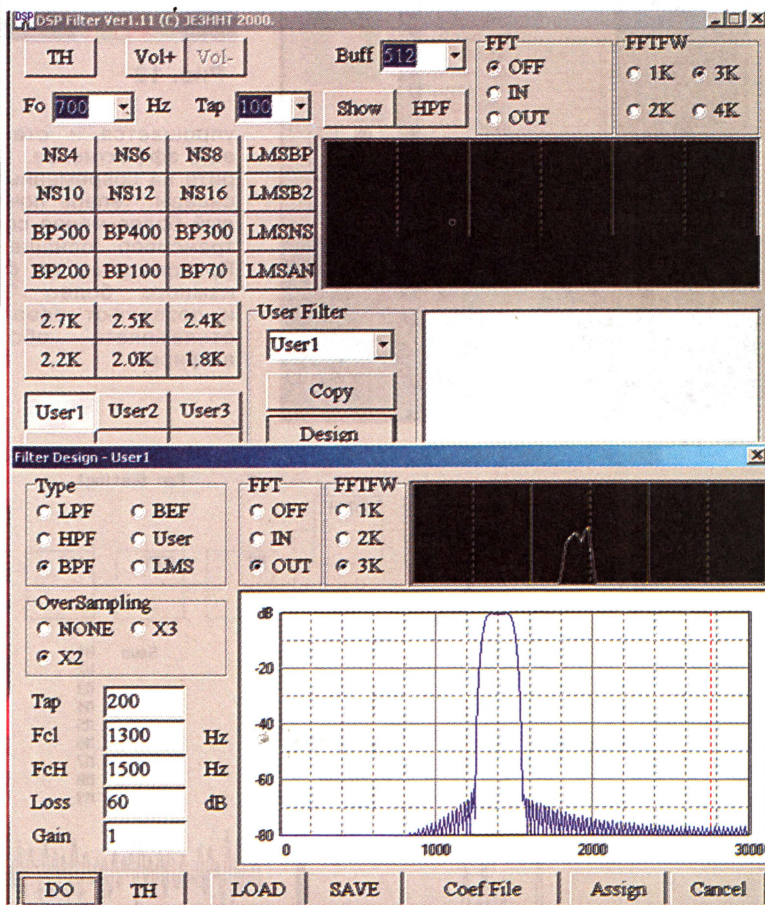 DSP Filter Ver1.11 (C) JE3HHT 2000.
TH Vol+ Vol- Buff 512
FFT
OFF
IN
OUT
FFTFW
1K 3K
2K 4K
Fo 700 Hz Tap 100 Show HPF
NS4 NS6 NS8 LMSBP
NS10 NS12 NS16 LMSB2
BP500 BP400 BP300 LMSNS
BP200 BP100 BP70 LMSAN
2.7K 2.5K 2.4K
2.2K 2.0K 1.8K
User1 User2 User3
User Filter
User1
Copy
Design
Filter Design - User1
Type
LPF BEF
HPF User
BPF LMS
FFT
OFF
IN
OUT
FFTFW
1K
2K
3K
OverSampling
NONE X3
X2
Tap 200
Fcl 1300 Hz
FcH 1500 Hz
Loss 60 dB
Gain 1
dB
-20
-40
-60
-80
0 1000 2000 3000
DO TH LOAD SAVE Coef File Assign Cancel